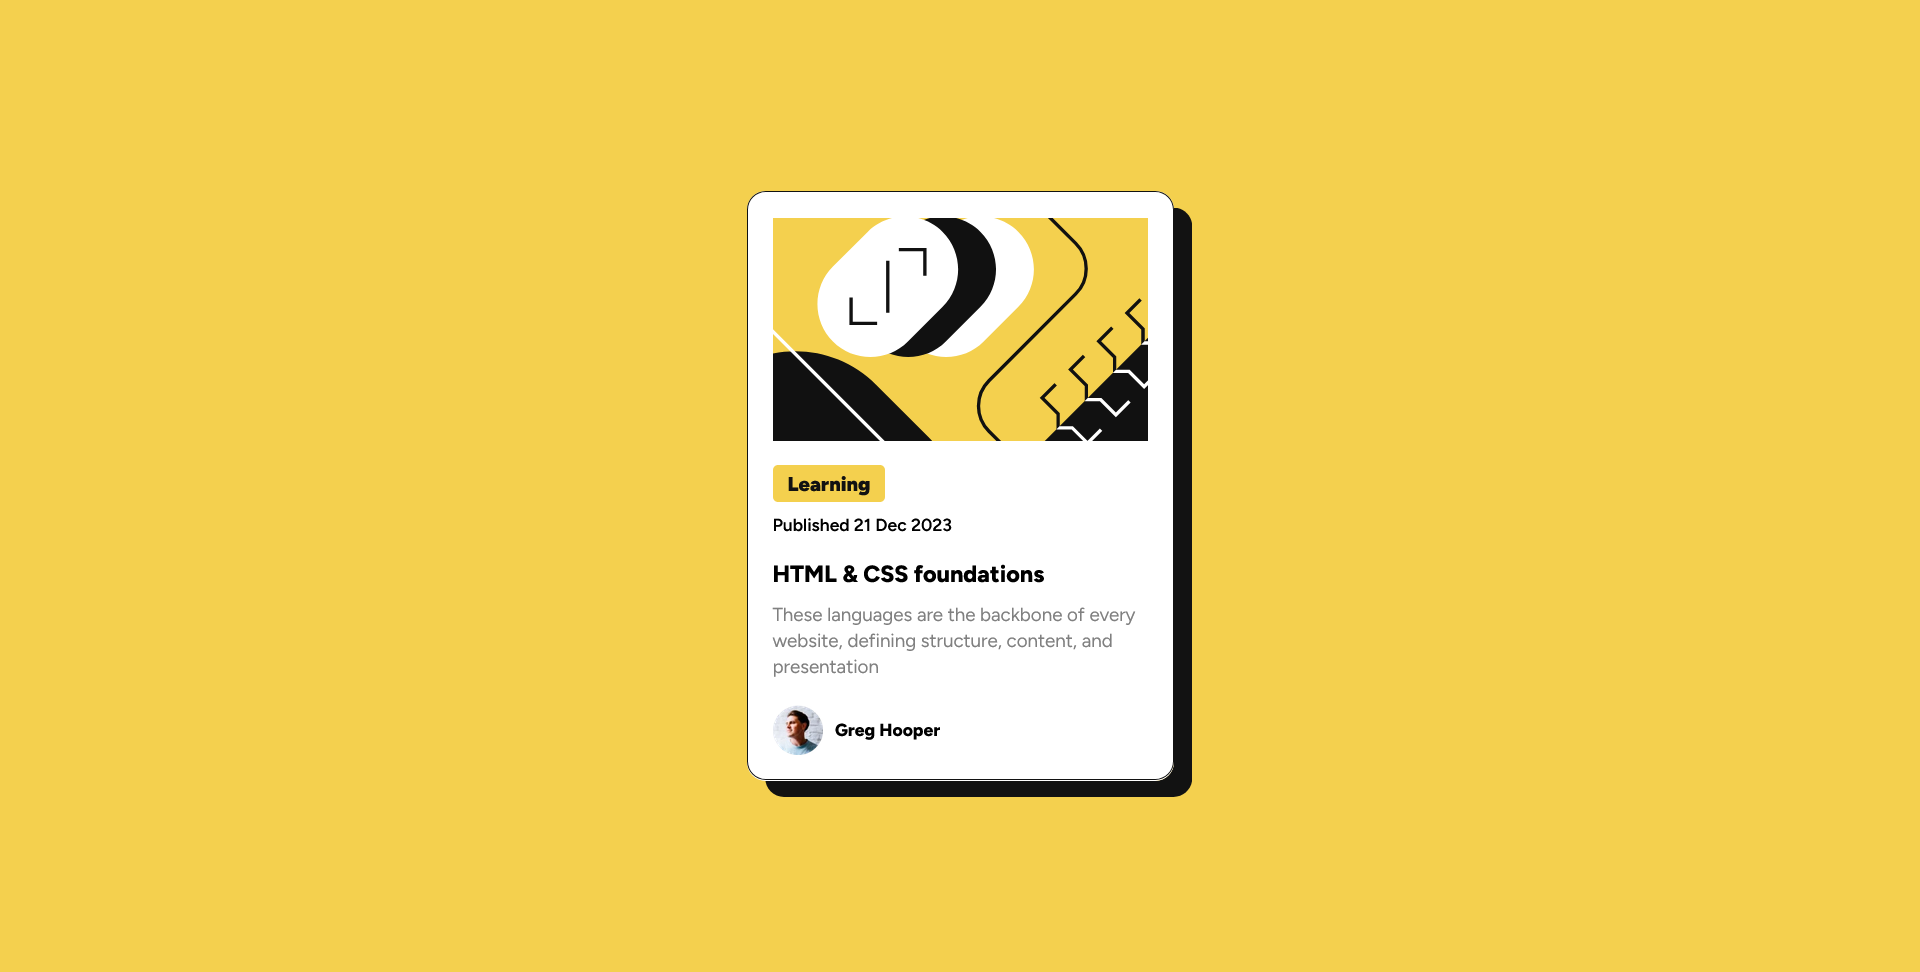 Learning
Published 21 Dec 2023
HTML & CSS foundations
These languages are the backbone of every
website, defining structure, content, and
presentation
Greg Hooper